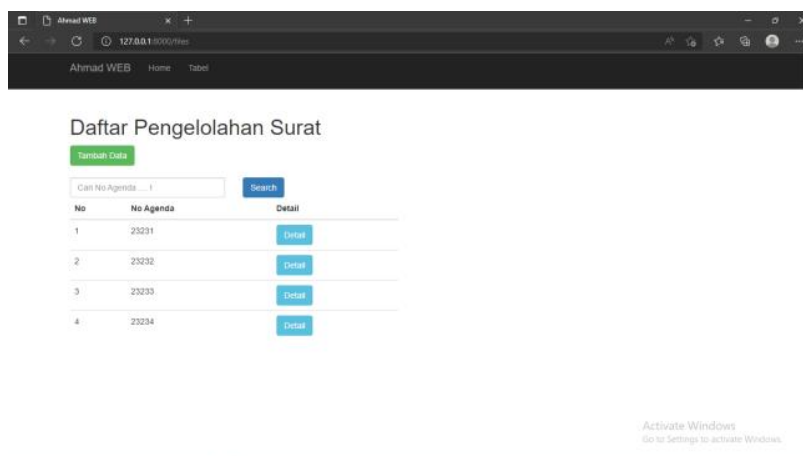 Ahmad WEB
127.0.0.1:8000/files
Ahmad WEB Home Tabel
Daftar Pengelolahan Surat
Tambah Data
Cari No Agenda ..... ! Search
No No Agenda Detail
1 23231 Detail
2 23232 Detail
3 23233 Detail
4 23234 Detail
Activate Windows
Go to Settings to activate Windows.